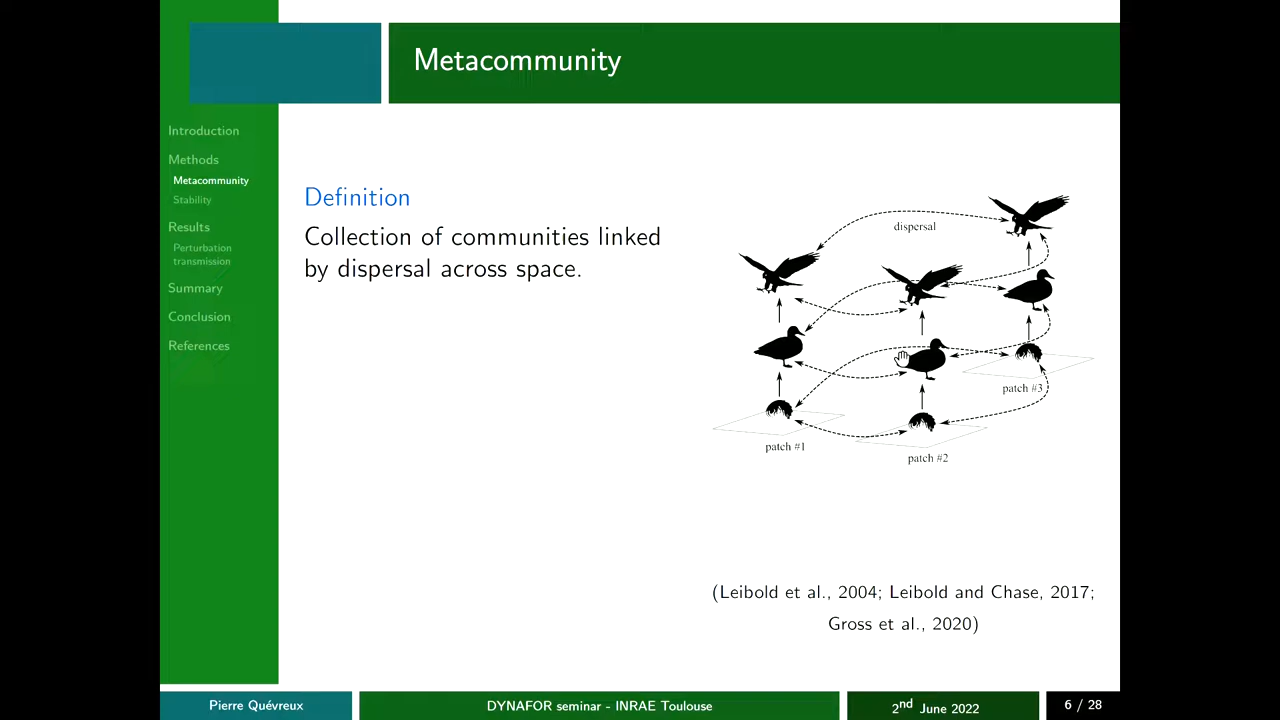 Metacommunity
Introduction
Methods
Metacommunity
Stability
Results
Perturbation
transmission
Summary
Conclusion
References
Definition
Collection of communities linked
by dispersal across space.
dispersal
patch #3
patch #1
patch #2
(Leibold et al., 2004; Leibold and Chase, 2017;
Gross et al., 2020)
Pierre Quévreux
DYNAFOR seminar - INRAE Toulouse
2nd June 2022
6 / 28